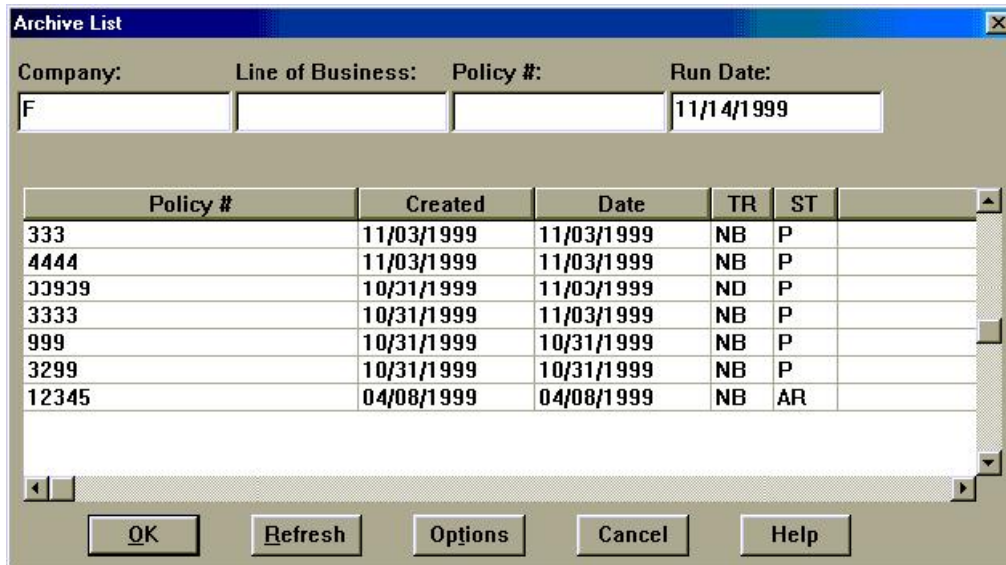 Archive List
Company: Line of Business: Policy #: Run Date:
F 11/14/1999
Policy # Created Date TR ST
333 11/03/1999 11/03/1999 NB P
4444 11/03/1999 11/03/1999 NB P
33939 10/31/1999 11/03/1999 NB P
3333 10/31/1999 11/03/1999 NB P
999 10/31/1999 10/31/1999 NB P
3299 10/31/1999 10/31/1999 NB P
12345 04/08/1999 04/08/1999 NB AR
OK Refresh Options Cancel Help